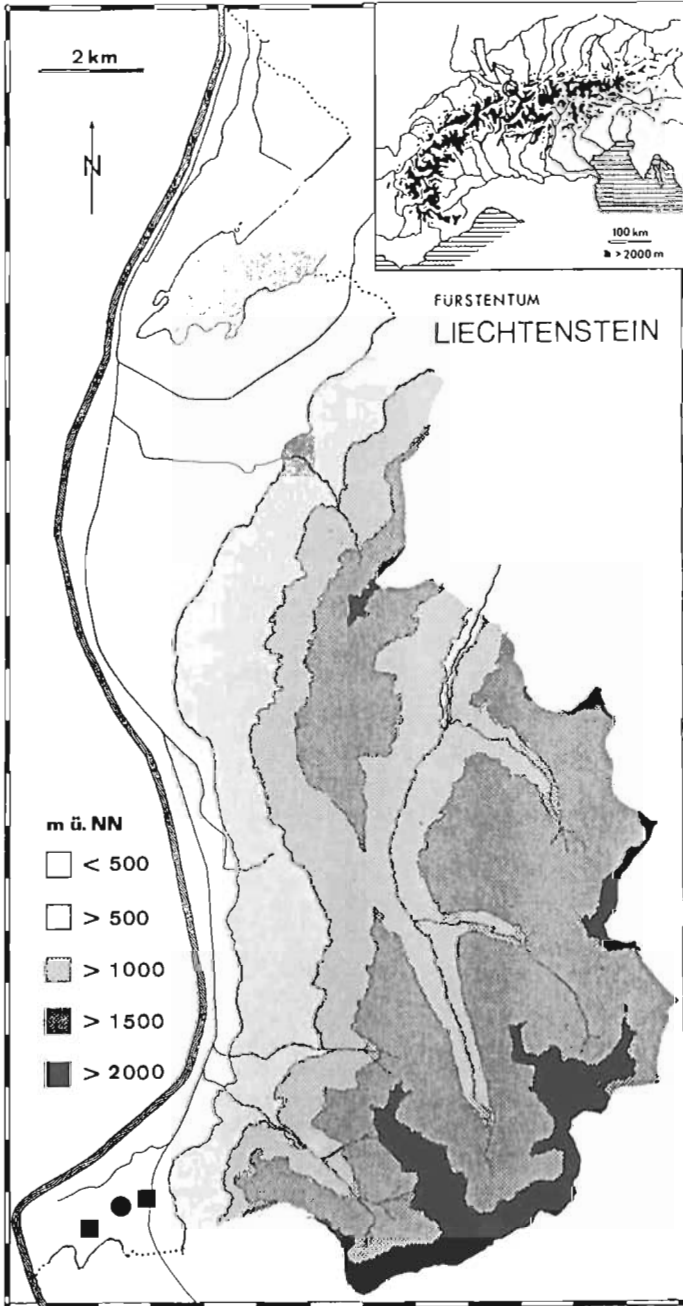 2 km
N
100 km
■ > 2000 m
FÜRSTENTUM
LIECHTENSTEIN
m ü. NN
< 500
> 500
> 1000
> 1500
> 2000